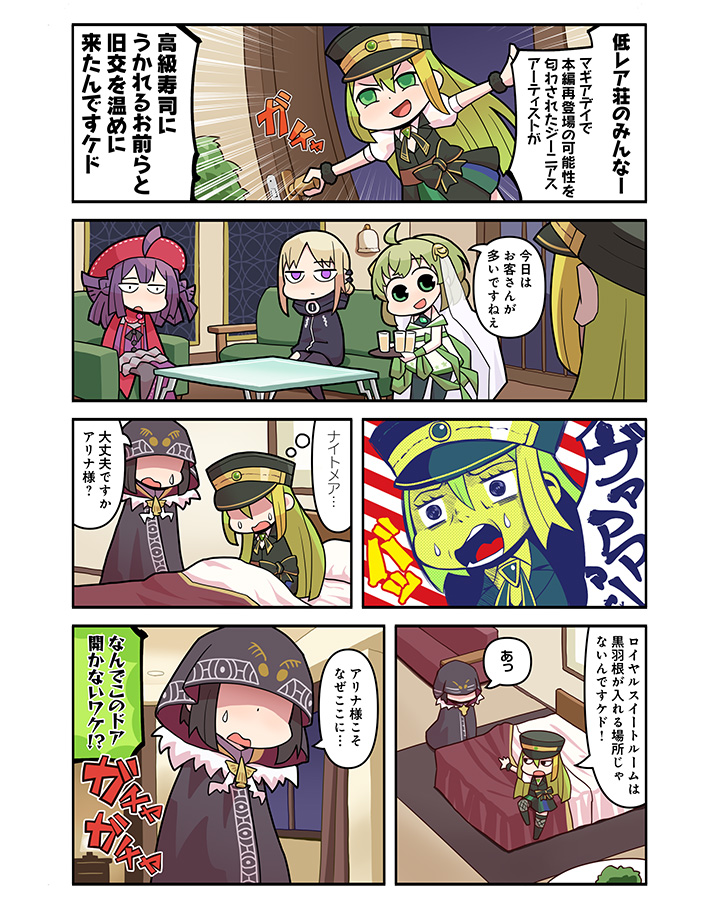 低レア荘のみんなー
マギアデイで
本編再登場の可能性を
匂わされたジーニアス
アーティストが
ガチャ
高級寿司に
うかれるお前らと
旧交を温めに
来たんですケド
今日は
お客さんが
多いですねえ
ヴァアアァ
バッ
ナイトメア…
大丈夫ですか
アリナ様？
ロイヤルスイートルームは
黒羽根が入れる場所じゃ
ないんですケド！
あっ
アリナ様こそ
なぜここに…
なんでこのドア
開かないワケ！？
ガチャ
ガチャ